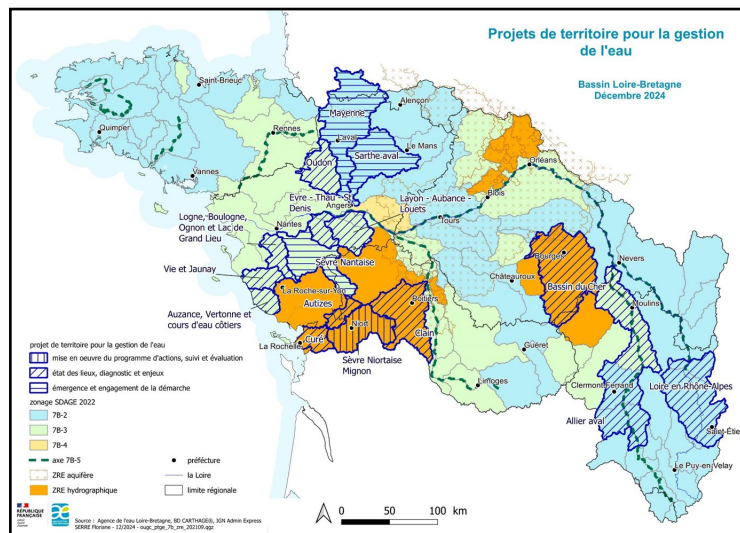 Projets de territoire pour la gestion
de l'eau
Bassin Loire-Bretagne
Décembre 2024
Saint-Brieuc
Quimper
Vannes
Rennes
Alençon
Mayenne
Laval
Le Mans
Sarthe aval
Oudon
Orléans
Blois
Evre - Thau - St
Denis
Angers
Layon - Aubance -
Louets
Tours
Logne, Boulogne,
Ognon et Lac de
Grand Lieu
Nantes
Sèvre Nantaise
Bourges
Nevers
Châteauroux
Bassin du Cher
Vie et Jaunay
La Roche-sur-Yon
Autizes
Poitiers
Moulins
Auzance, Vertonne et
cours d'eau côtiers
Niort
Clain
La Rochelle
Curé
Sèvre Niortaise
Mignon
Guéret
Limoges
Clermont-Ferrand
Loire en Rhône-Alpes
Allier aval
Saint-Étie
Le Puy-en-Velay
projet de territoire pour la gestion de l'eau
mise en oeuvre du programme d'actions, suivi et évaluation
état des lieux, diagnostic et enjeux
émergence et engagement de la démarche
zonage SDAGE 2022
7B-2
7B-3
7B-4
axe 7B-5
ZRE aquifère
ZRE hydrographique
préfecture
la Loire
limite régionale
RÉPUBLIQUE
FRANÇAISE
Source : Agence de l'eau Loire-Bretagne, BD CARTHAGE®, IGN Admin Express
SERRE Floriane - 12/2024 - ougc_ptge_7b_zre_202109.qgz
0 50 100 km